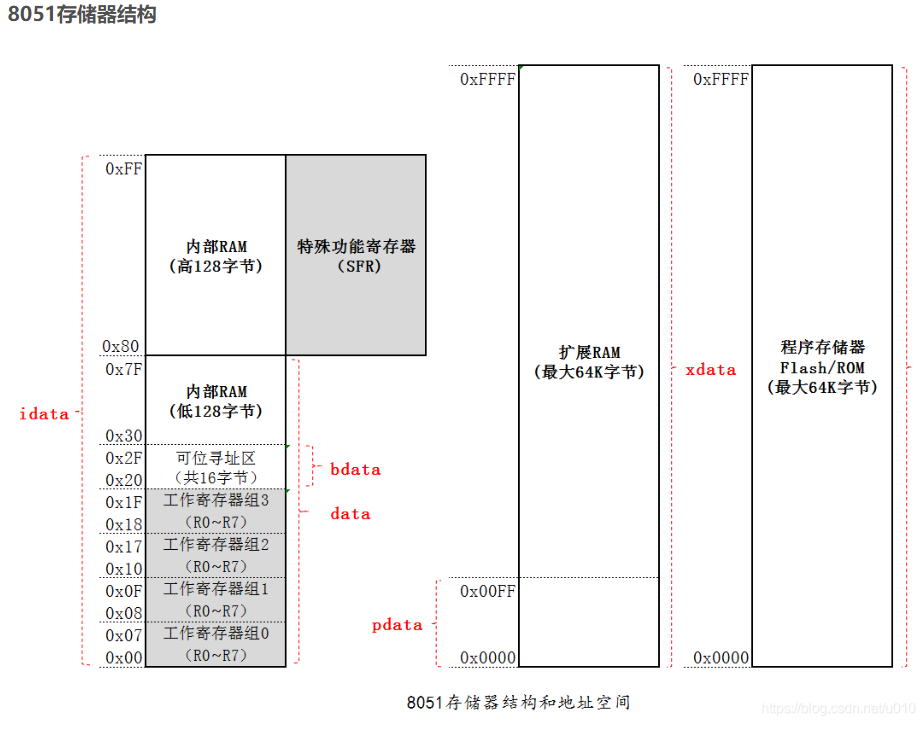 8051存储器结构
0xFF
内部RAM
(高128字节)
0x80
特殊功能寄存器
(SFR)
0x7F
内部RAM
(低128字节)
0x30
0x2F
可位寻址区
0x20
(共16字节)
0x1F
工作寄存器组3
0x18
(R0~R7)
0x17
工作寄存器组2
0x10
(R0~R7)
0x0F
工作寄存器组1
0x08
(R0~R7)
0x07
工作寄存器组0
0x00
(R0~R7)
idata
bdata
data
0xFFFF
扩展RAM
(最大64K字节)
0x00FF
0x0000
pdata
xdata
0xFFFF
程序存储器
Flash/ROM
(最大64K字节)
0x0000
8051存储器结构和地址空间
https://blog.csdn.net/u010